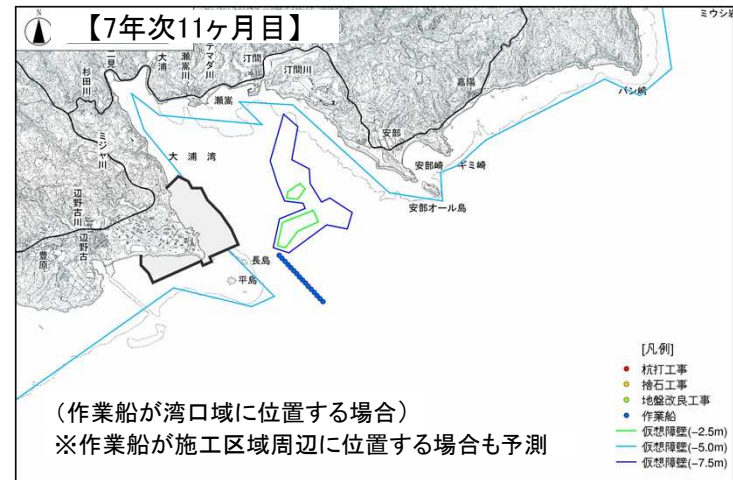 【7年次11ヶ月目】
N
ミウシ岩
二見
杉田川
大浦
瀬嵩川
テマダ川
汀間
汀間川
嘉陽
バン崎
瀬嵩
安部
ミジャ川
大浦湾
安部崎
ギミ崎
安部オール島
辺野古川
辺野古
豊原
長島
平島
[凡例]
杭打工事
捨石工事
地盤改良工事
作業船
仮想障壁(-2.5m)
仮想障壁(-5.0m)
仮想障壁(-7.5m)
(作業船が湾口域に位置する場合)
※作業船が施工区域周辺に位置する場合も予測